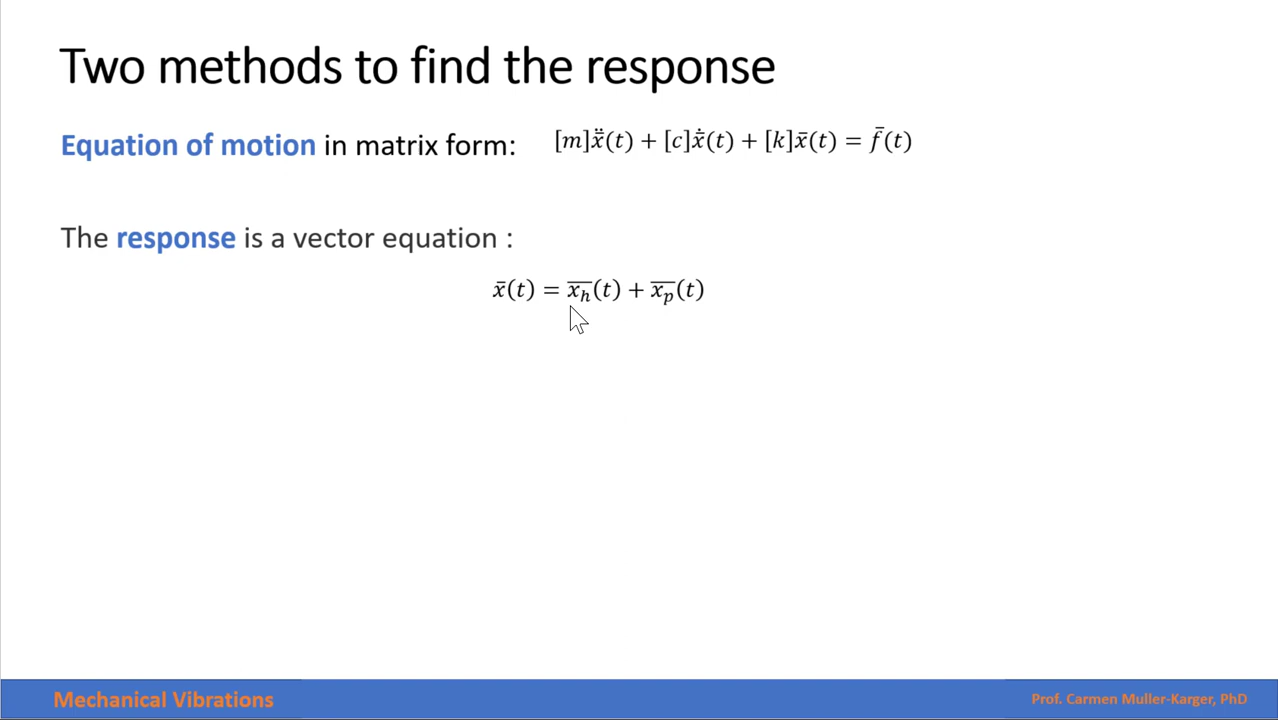 Two methods to find the response
Equation of motion in matrix form: [m]ẍ̄(t) + [c]ẋ̄(t) + [k]x̄(t) = f̄(t)
The response is a vector equation :
x̄(t) = x̅ₕ̅(t) + x̅ₚ̅(t)
Mechanical Vibrations
Prof. Carmen Muller-Karger, PhD